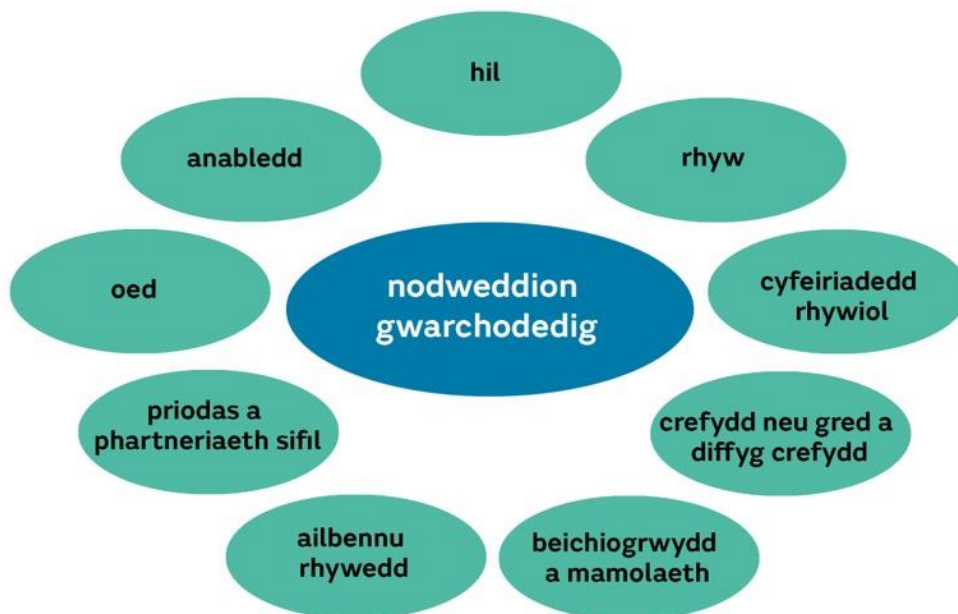 hil
anabledd
rhyw
oed
nodweddion
gwarchodedig
cyfeiriadedd
rhywiol
priodas a
phartneriaeth sifil
crefydd neu gred a
diffyg crefydd
ailbennu
rhywedd
beichiogrwydd
a mamolaeth